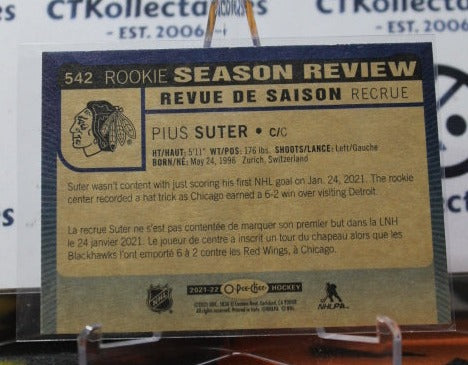 CTKollectables
- EST. 2006 -
542 ROOKIE SEASON REVIEW
REVUE DE SAISON RECRUE
PIUS SUTER • C/C
HT/HAUT: 5'11" WT/POS: 176 lbs. SHOOTS/LANCE: Left/Gauche
BORN/NÉ: May 24, 1996 Zurich, Switzerland
Suter wasn't content with just scoring his first NHL goal on Jan. 24, 2021. The rookie
center recorded a hat trick as Chicago earned a 6-2 win over visiting Detroit.
La recrue Suter ne s'est pas contentée de marquer son premier but dans la LNH
le 24 janvier 2021. Le joueur de centre a inscrit un tour du chapeau alors que les
Blackhawks l'ont emporté 6 à 2 contre les Red Wings, à Chicago.
2021-22 O-Pee-Chee HOCKEY
NHL
NHLPA